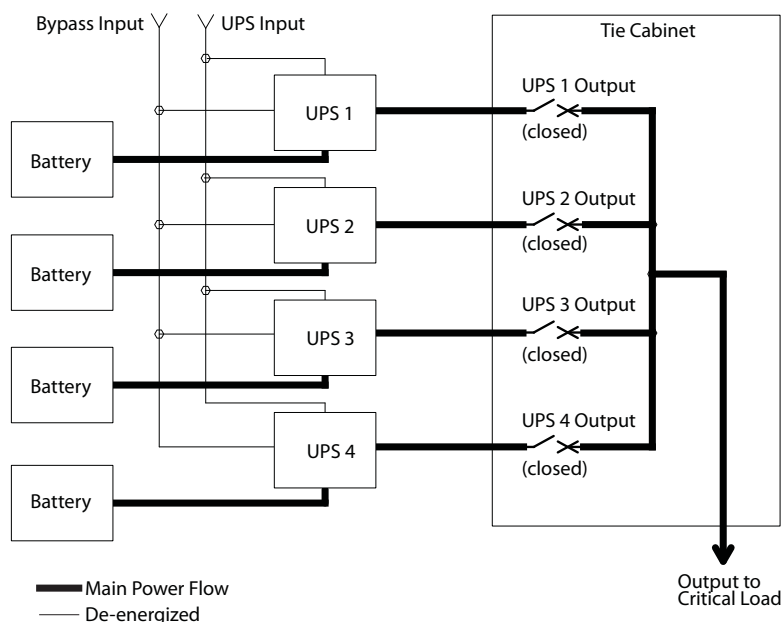 Bypass Input
UPS Input
Tie Cabinet
UPS 1
UPS 1 Output
(closed)
Battery
UPS 2
UPS 2 Output
(closed)
Battery
UPS 3
UPS 3 Output
(closed)
Battery
UPS 4
UPS 4 Output
(closed)
Battery
Main Power Flow
De-energized
Output to
Critical Load